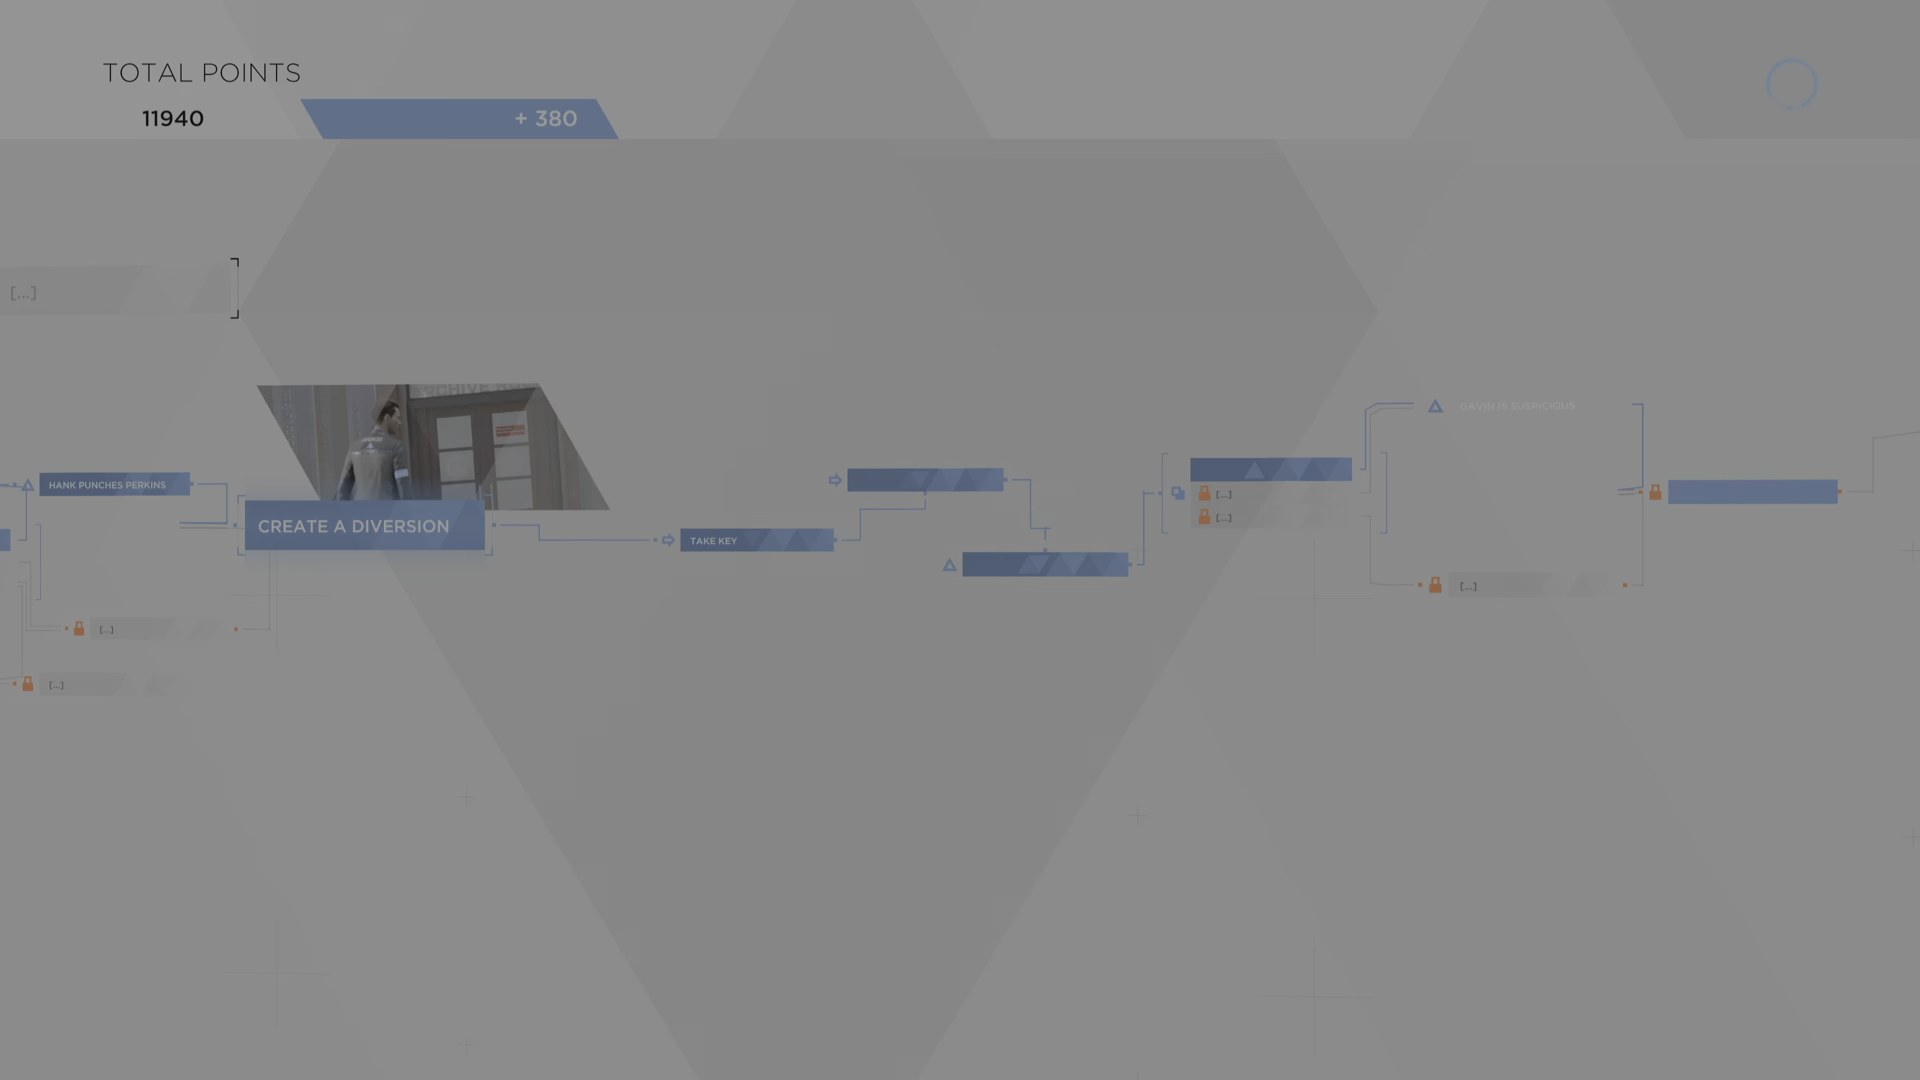 TOTAL POINTS
11940
+ 380
[...]
HANK PUNCHES PERKINS
CREATE A DIVERSION
TAKE KEY
GAVIN IS SUSPICIOUS
[...]
[...]
[...]
[...]
[...]